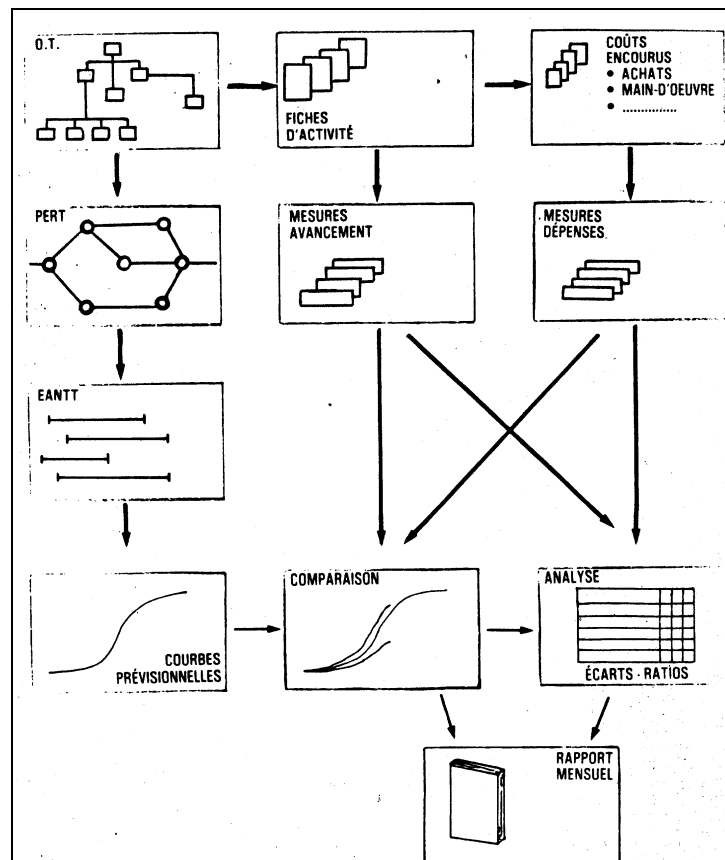 O.T.
FICHES
D'ACTIVITÉ
COÛTS
ENCOURUS
• ACHATS
• MAIN-D'OEUVRE
• ..............
PERT
MESURES
AVANCEMENT
MESURES
DÉPENSES
EANTT
COURBES
PRÉVISIONNELLES
COMPARAISON
ANALYSE
ÉCARTS - RATIOS
RAPPORT
MENSUEL